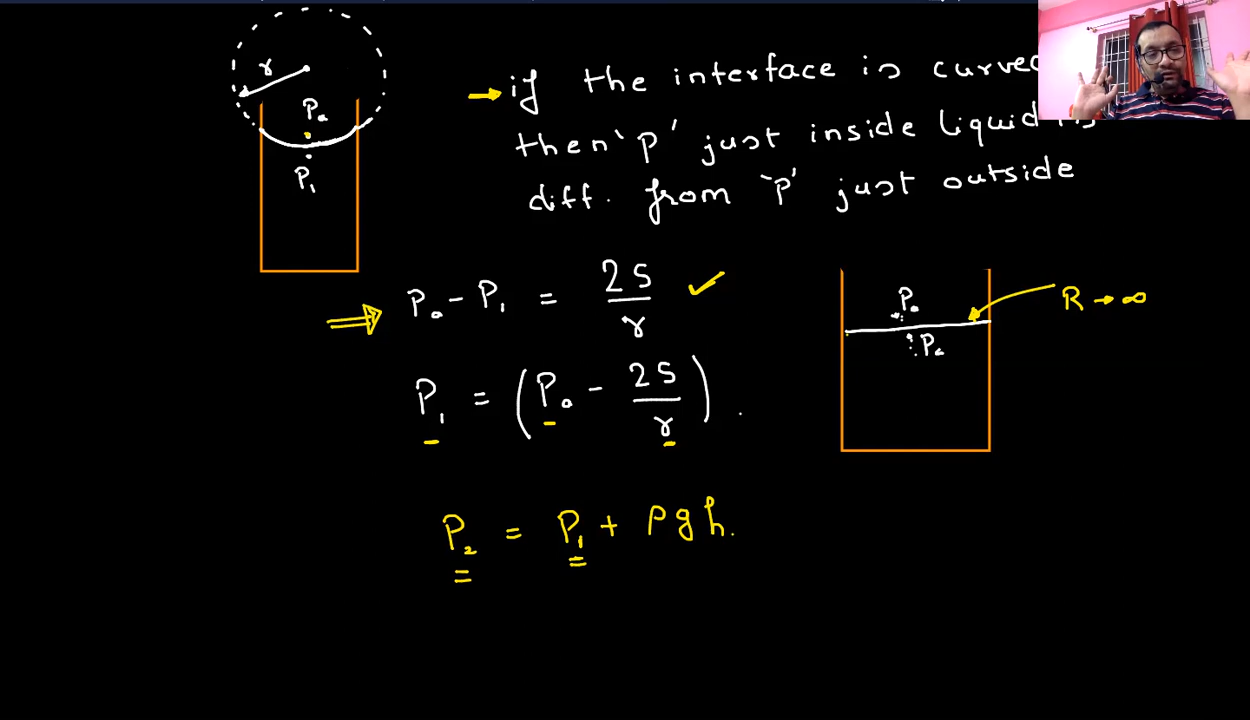 r
P₀
P₁
→ if the interface is curved
then 'P' just inside liquid is
diff. from 'P' just outside
⇒ P₀ - P₁ = 2S/r ✓
P₁ = (P₀ - 2S/r)
P₂ = P₁ + ρgh.
P₀
P₀
R → ∞